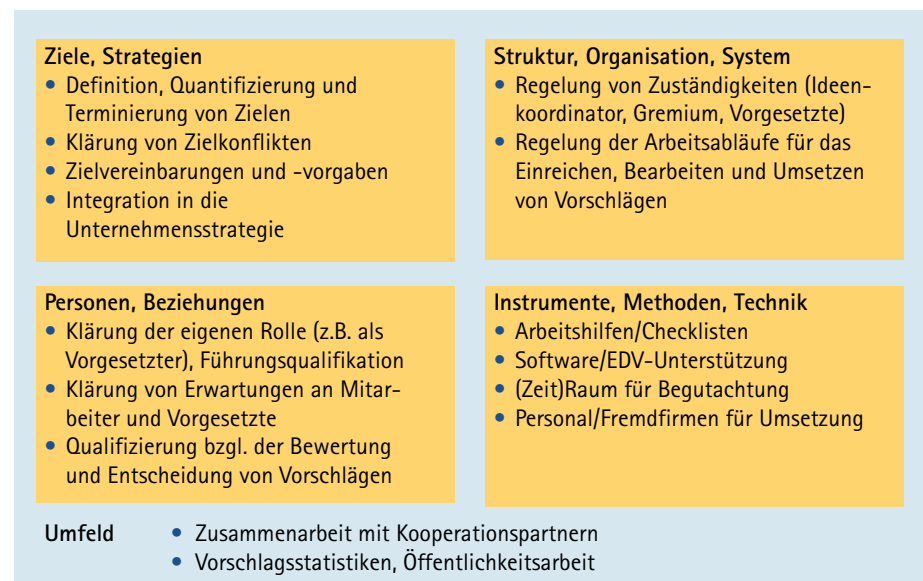 Ziele, Strategien
• Definition, Quantifizierung und
Terminierung von Zielen
• Klärung von Zielkonflikten
• Zielvereinbarungen und -vorgaben
• Integration in die
Unternehmensstrategie
Struktur, Organisation, System
• Regelung von Zuständigkeiten (Ideen-
koordinator, Gremium, Vorgesetzte)
• Regelung der Arbeitsabläufe für das
Einreichen, Bearbeiten und Umsetzen
von Vorschlägen
Personen, Beziehungen
• Klärung der eigenen Rolle (z.B. als
Vorgesetzter), Führungsqualifikation
• Klärung von Erwartungen an Mitar-
beiter und Vorgesetzte
• Qualifizierung bzgl. der Bewertung
und Entscheidung von Vorschlägen
Instrumente, Methoden, Technik
• Arbeitshilfen/Checklisten
• Software/EDV-Unterstützung
• (Zeit)Raum für Begutachtung
• Personal/Fremdfirmen für Umsetzung
Umfeld • Zusammenarbeit mit Kooperationspartnern
• Vorschlagsstatistiken, Öffentlichkeitsarbeit